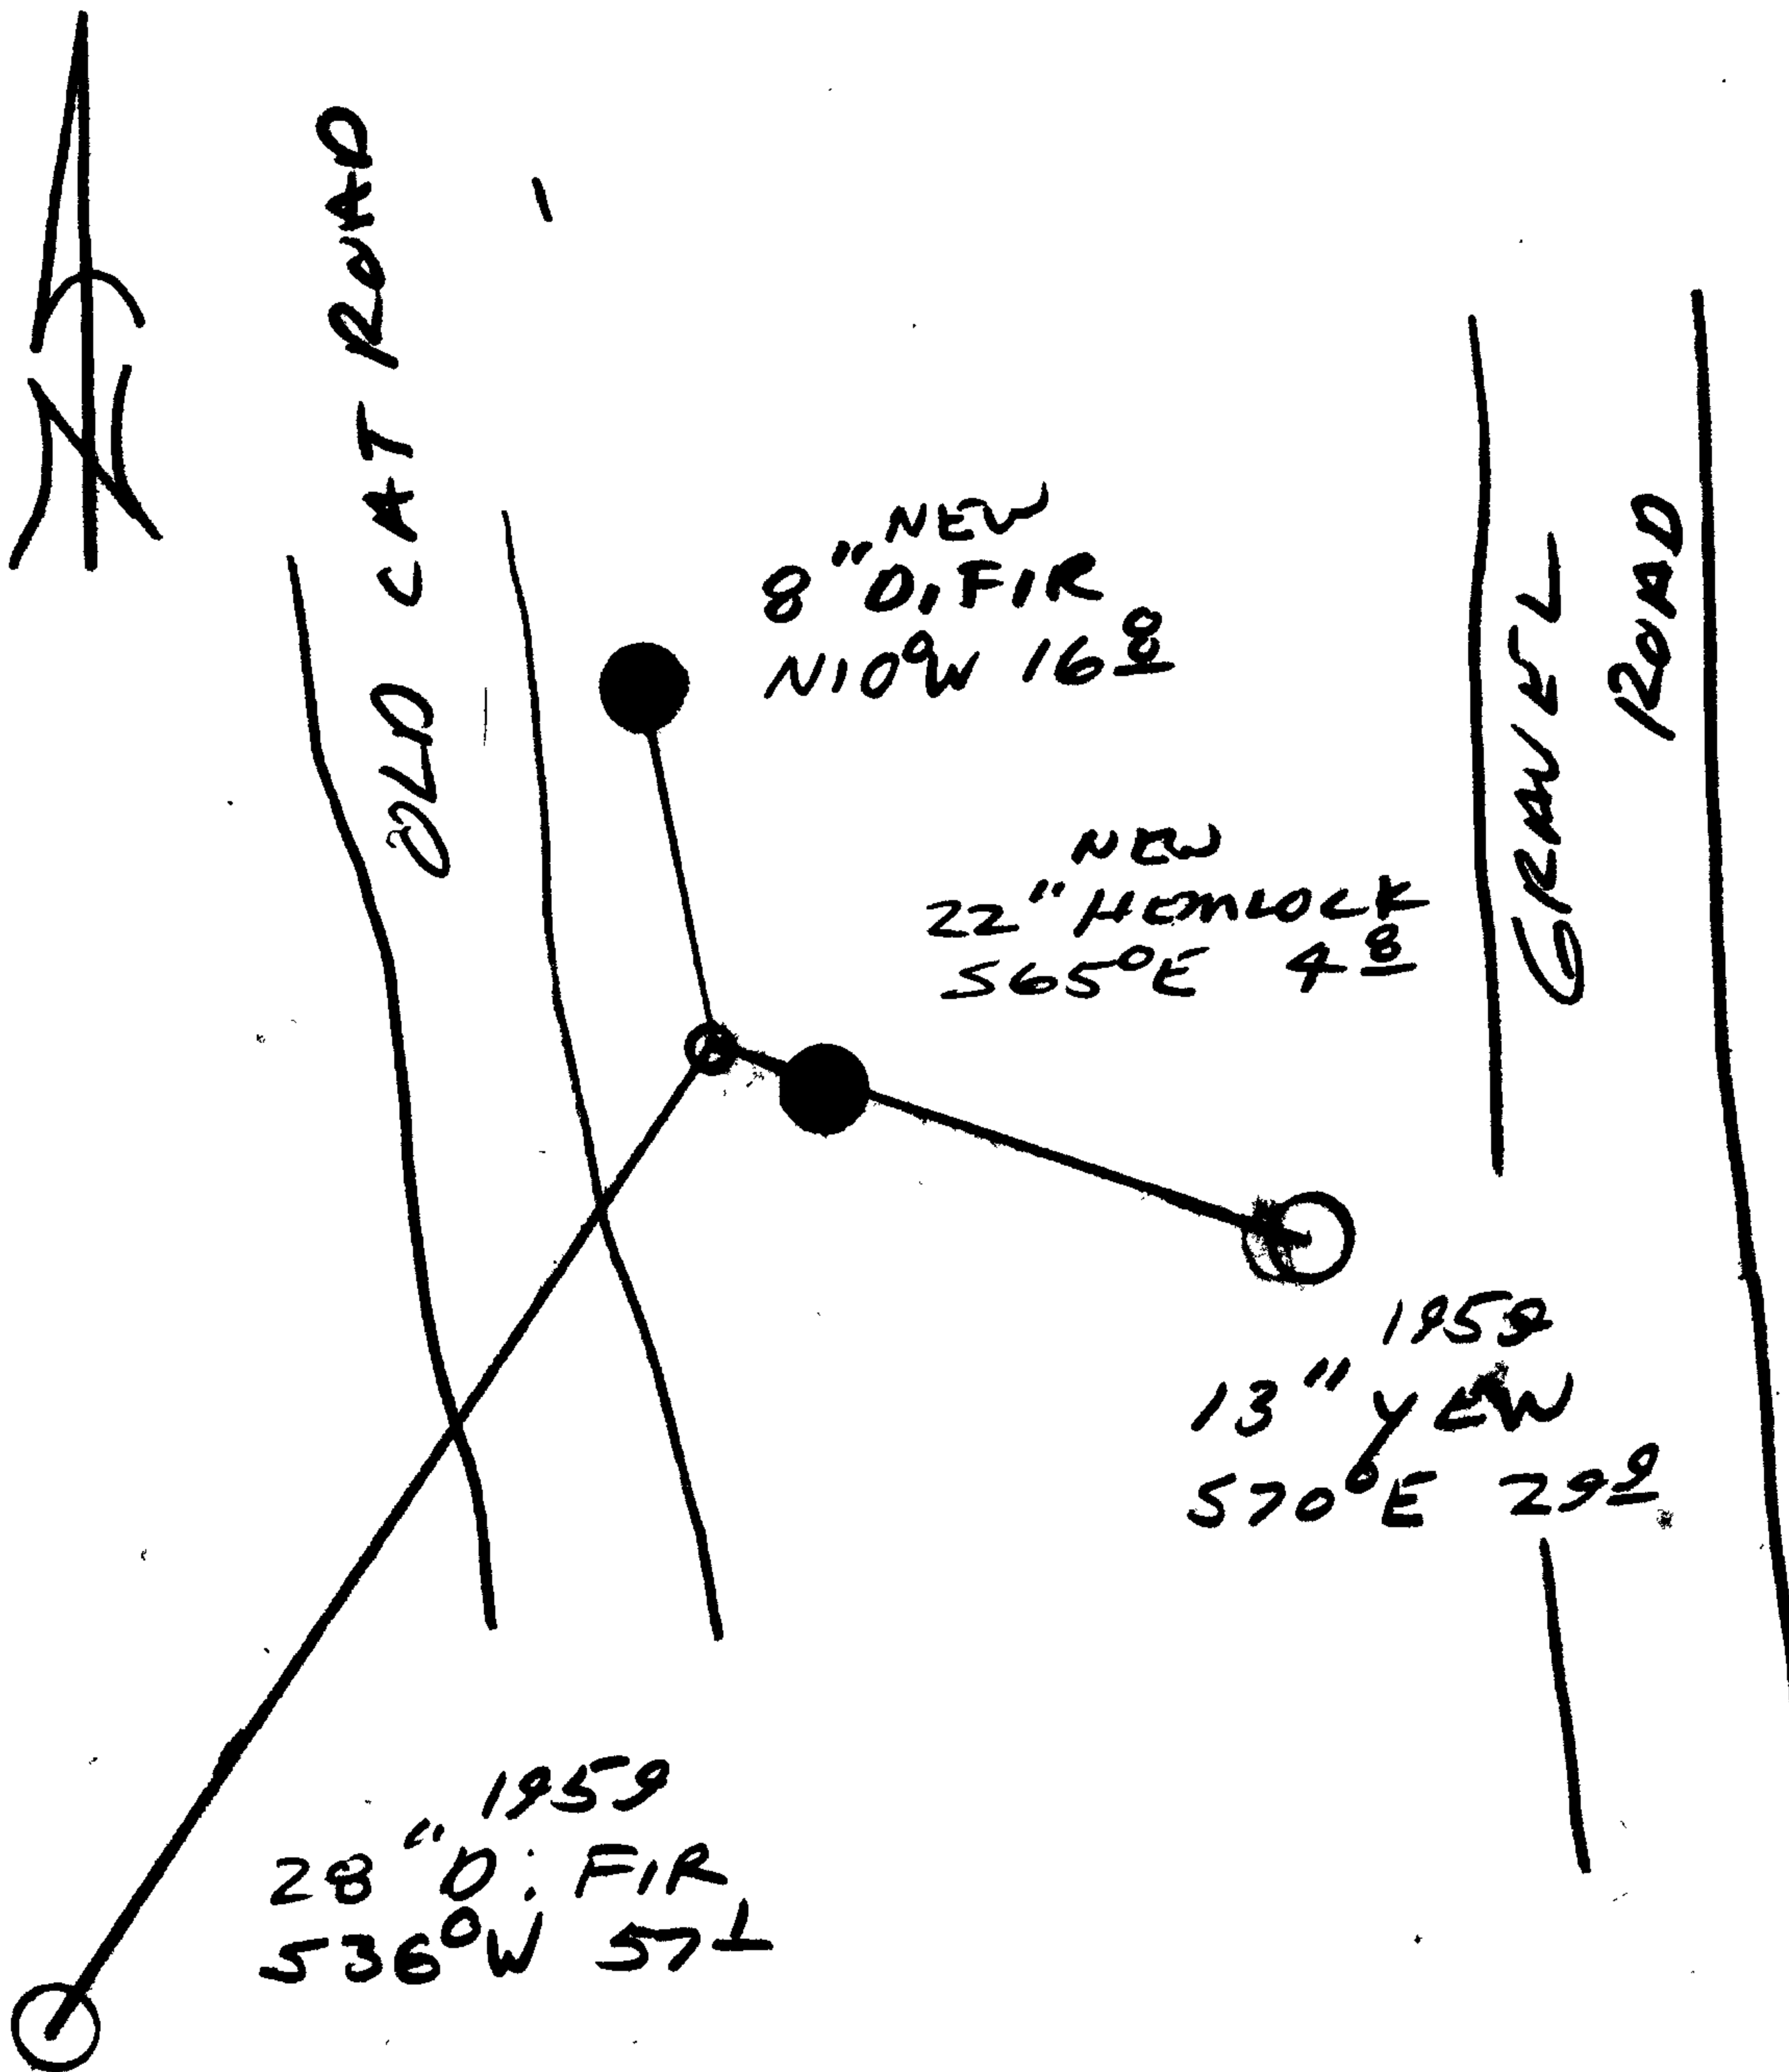 N
OLD CAT ROAD
NEW
8" D. FIR
N10°W 16 8
GRAVEL
ROAD
NEW
22" HEMLOCK
S65°E 4 8
1959
13" YEW
S70°E 29 9
1959
28" D. FIR
S36°W 57 1